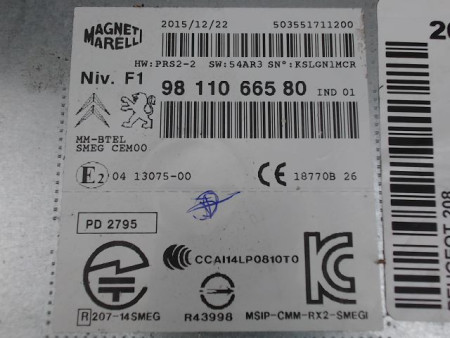 MAGNETI
MARELLI
2015/12/22 503551711200
HW:PRS2-2 SW:54AR3 SN°:KSLGN1MCR
Niv. F1
98 110 665 80 IND 01
MM-BTEL
SMEG CEM00
E2 04 13075-00 CE 18770B 26
PD 2795
CCAI14LP0810T0
R 207-14SMEG R43998 MSIP-CMM-RX2-SMEGI
20
PEUGEOT 208